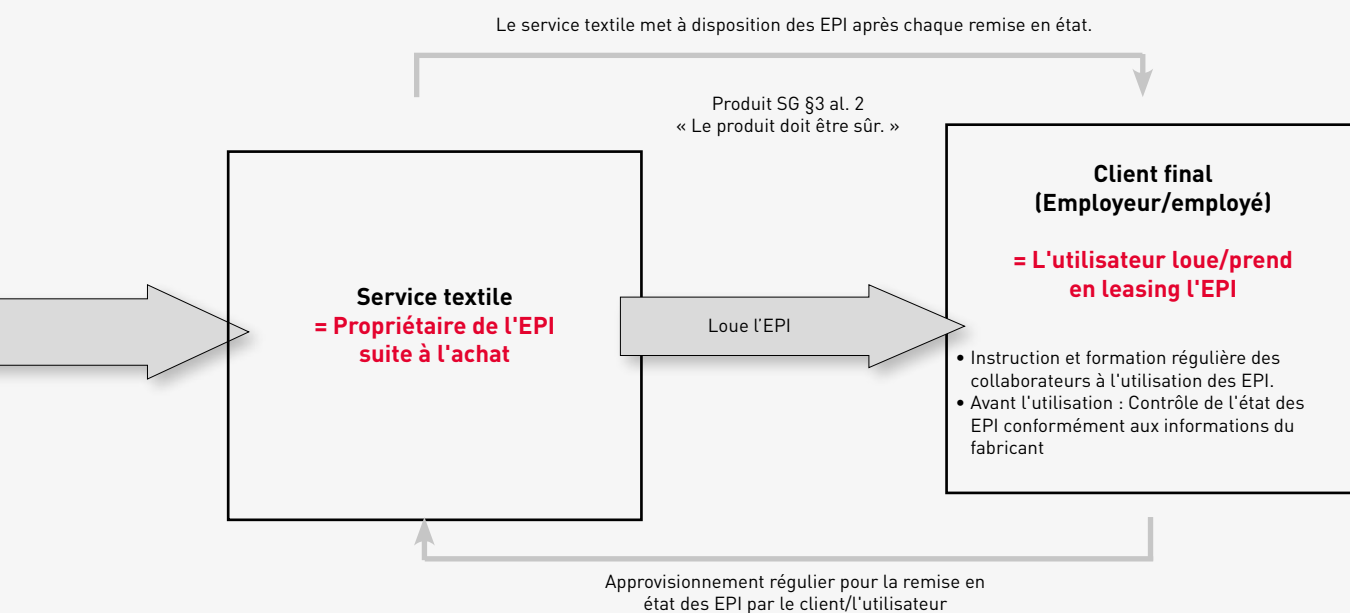 Le service textile met à disposition des EPI après chaque remise en état.
Produit SG §3 al. 2
« Le produit doit être sûr. »
Service textile
= Propriétaire de l'EPI
suite à l'achat
Loue l’EPI
Client final
(Employeur/employé)
= L'utilisateur loue/prend
en leasing l'EPI
• Instruction et formation régulière des
collaborateurs à l'utilisation des EPI.
• Avant l'utilisation : Contrôle de l'état des
EPI conformément aux informations du
fabricant
Approvisionnement régulier pour la remise en
état des EPI par le client/l'utilisateur